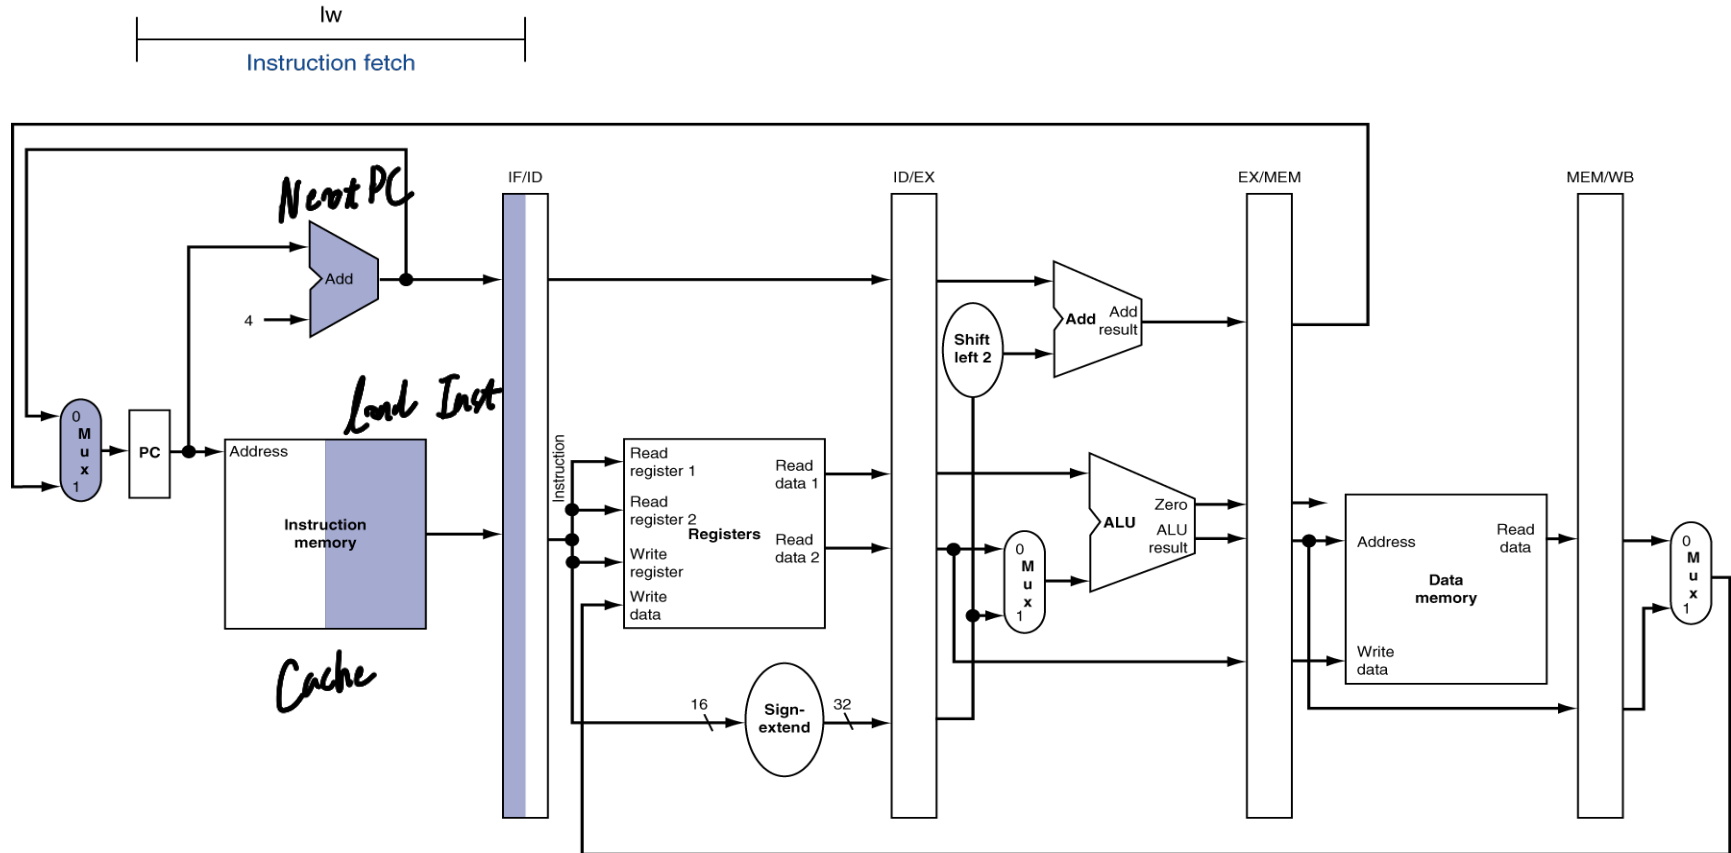 lw
Instruction fetch
IF/ID
ID/EX
EX/MEM
MEM/WB
Next PC
Add
4
Add
Add
result
Shift
left 2
Load Inst
0
M
u
x
1
PC
Address
Instruction
memory
Cache
Instruction
Read
register 1
Read
register 2
Write
register
Write
data
Registers
Read
data 1
Read
data 2
16
Sign-
extend
32
0
M
u
x
1
Zero
ALU
ALU
result
Address
Read
data
Data
memory
Write
data
0
M
u
x
1